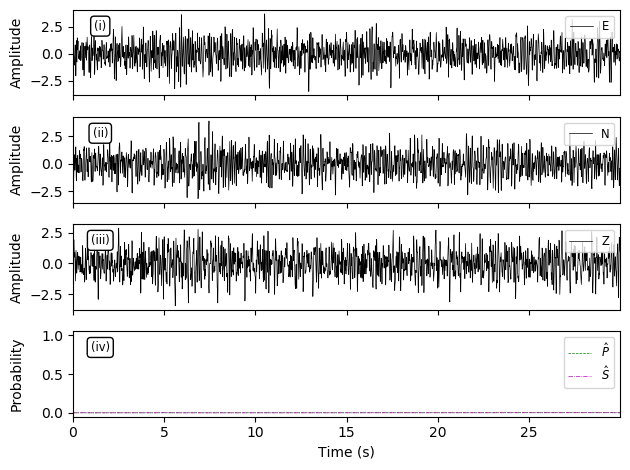 (i)
E
Amplitude
2.5
0.0
−2.5
(ii)
N
Amplitude
2.5
0.0
−2.5
(iii)
Z
Amplitude
2.5
0.0
−2.5
(iv)
P̂
Ŝ
Probability
1.0
0.5
0.0
0 5 10 15 20 25
Time (s)